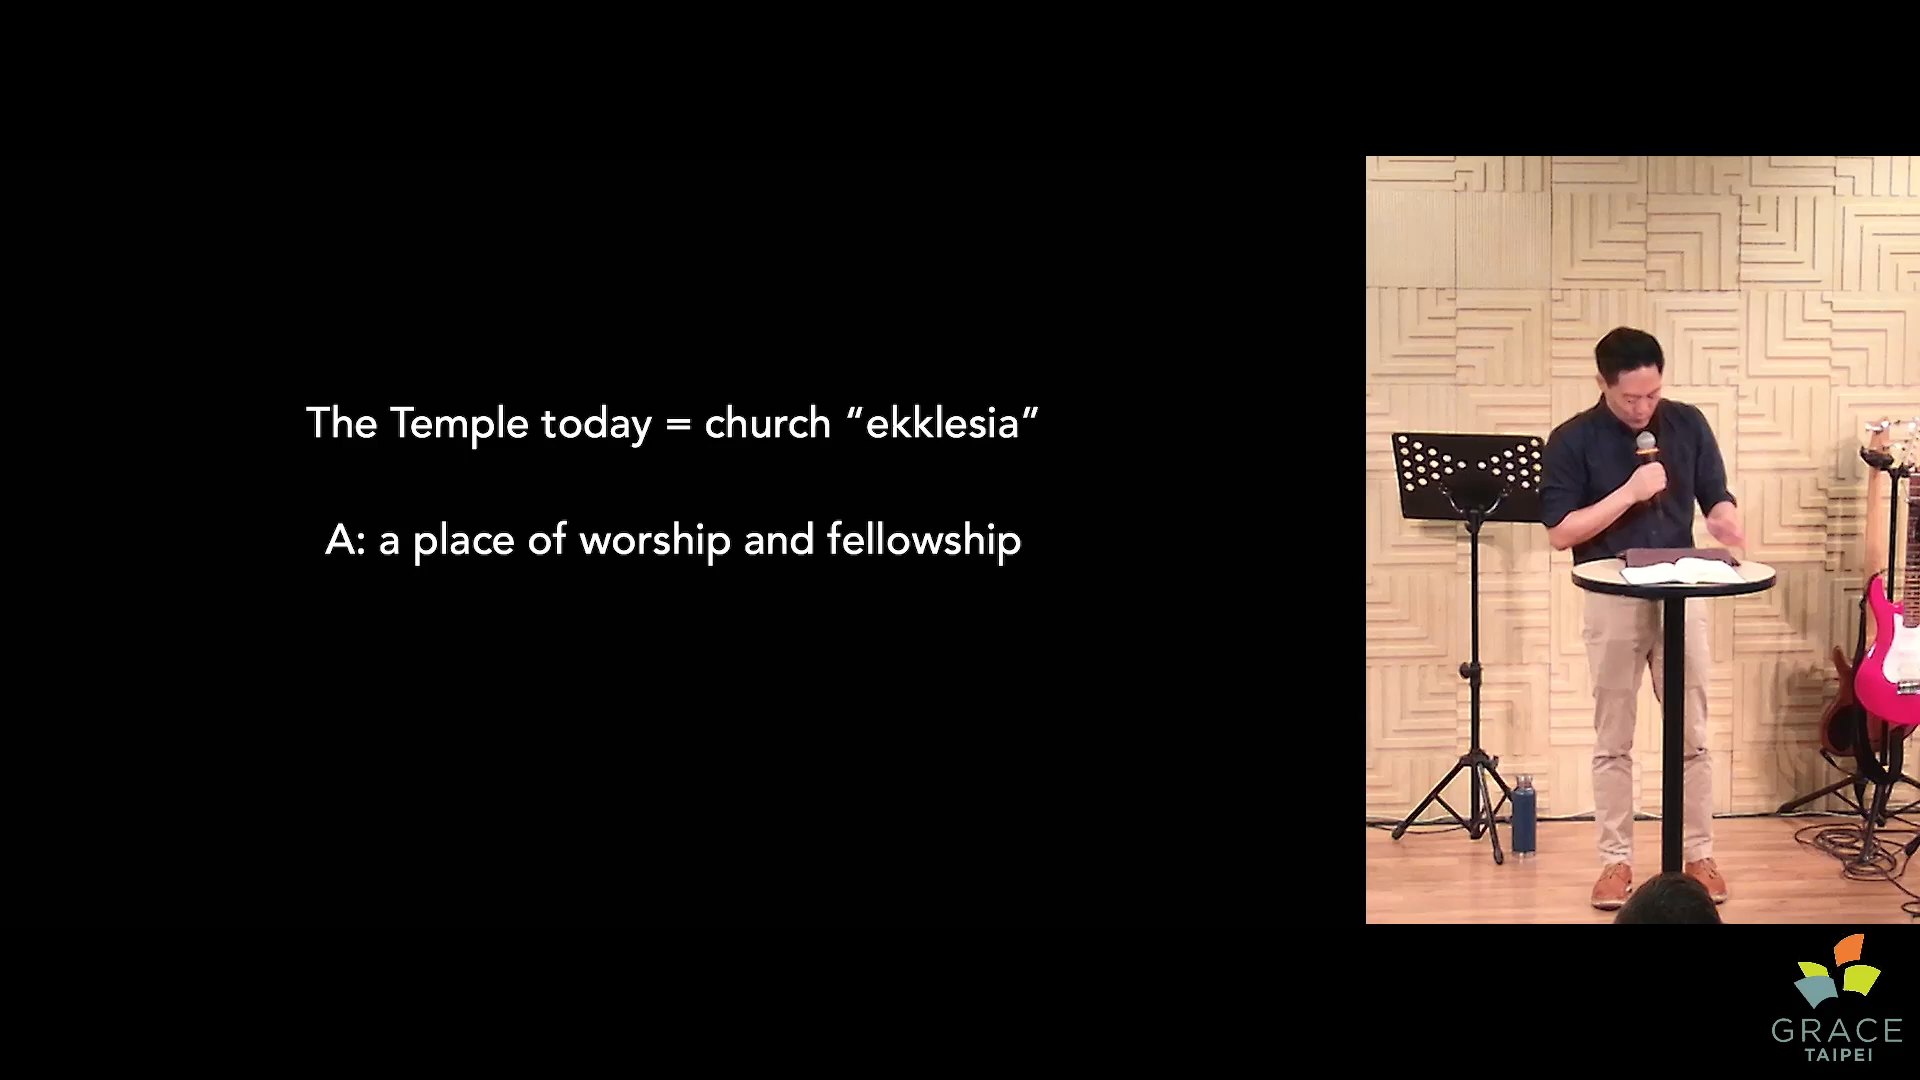 The Temple today = church “ekklesia”
A: a place of worship and fellowship
GRACE
TAIPEI